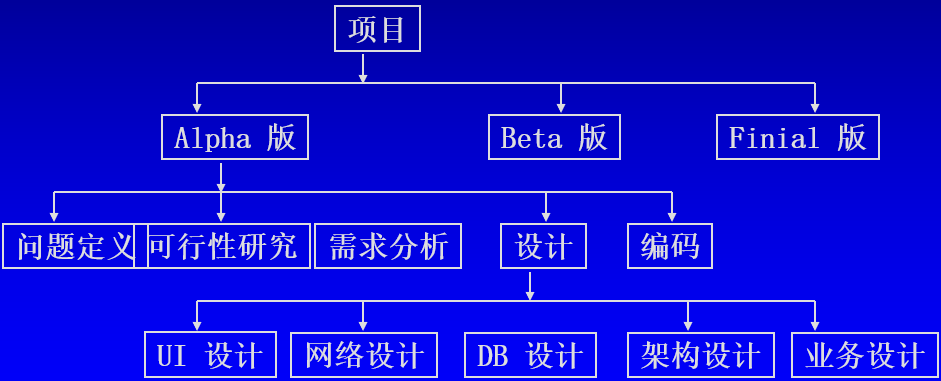 项目
Alpha 版
Beta 版
Finial 版
问题定义
可行性研究
需求分析
设计
编码
UI 设计
网络设计
DB 设计
架构设计
业务设计